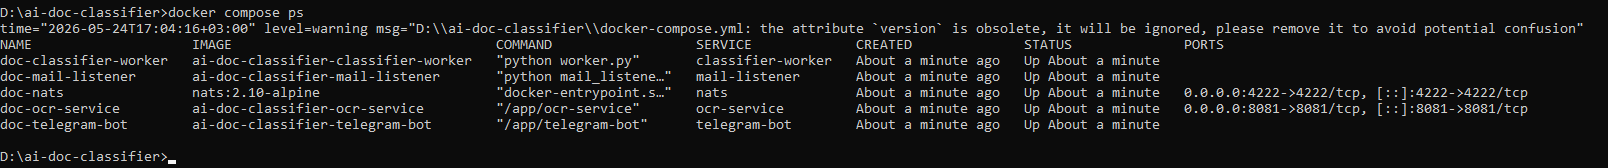 D:\ai-doc-classifier>docker compose ps
time="2026-05-24T17:04:16+03:00" level=warning msg="D:\\ai-doc-classifier\\docker-compose.yml: the attribute `version` is obsolete, it will be ignored, please remove it to avoid potential confusion"
NAME IMAGE COMMAND SERVICE CREATED STATUS PORTS
doc-classifier-worker ai-doc-classifier-classifier-worker "python worker.py" classifier-worker About a minute ago Up About a minute
doc-mail-listener ai-doc-classifier-mail-listener "python mail_listene…" mail-listener About a minute ago Up About a minute
doc-nats nats:2.10-alpine "docker-entrypoint.s…" nats About a minute ago Up About a minute 0.0.0.0:4222->4222/tcp, [::]:4222->4222/tcp
doc-ocr-service ai-doc-classifier-ocr-service "/app/ocr-service" ocr-service About a minute ago Up About a minute 0.0.0.0:8081->8081/tcp, [::]:8081->8081/tcp
doc-telegram-bot ai-doc-classifier-telegram-bot "/app/telegram-bot" telegram-bot About a minute ago Up About a minute
D:\ai-doc-classifier>